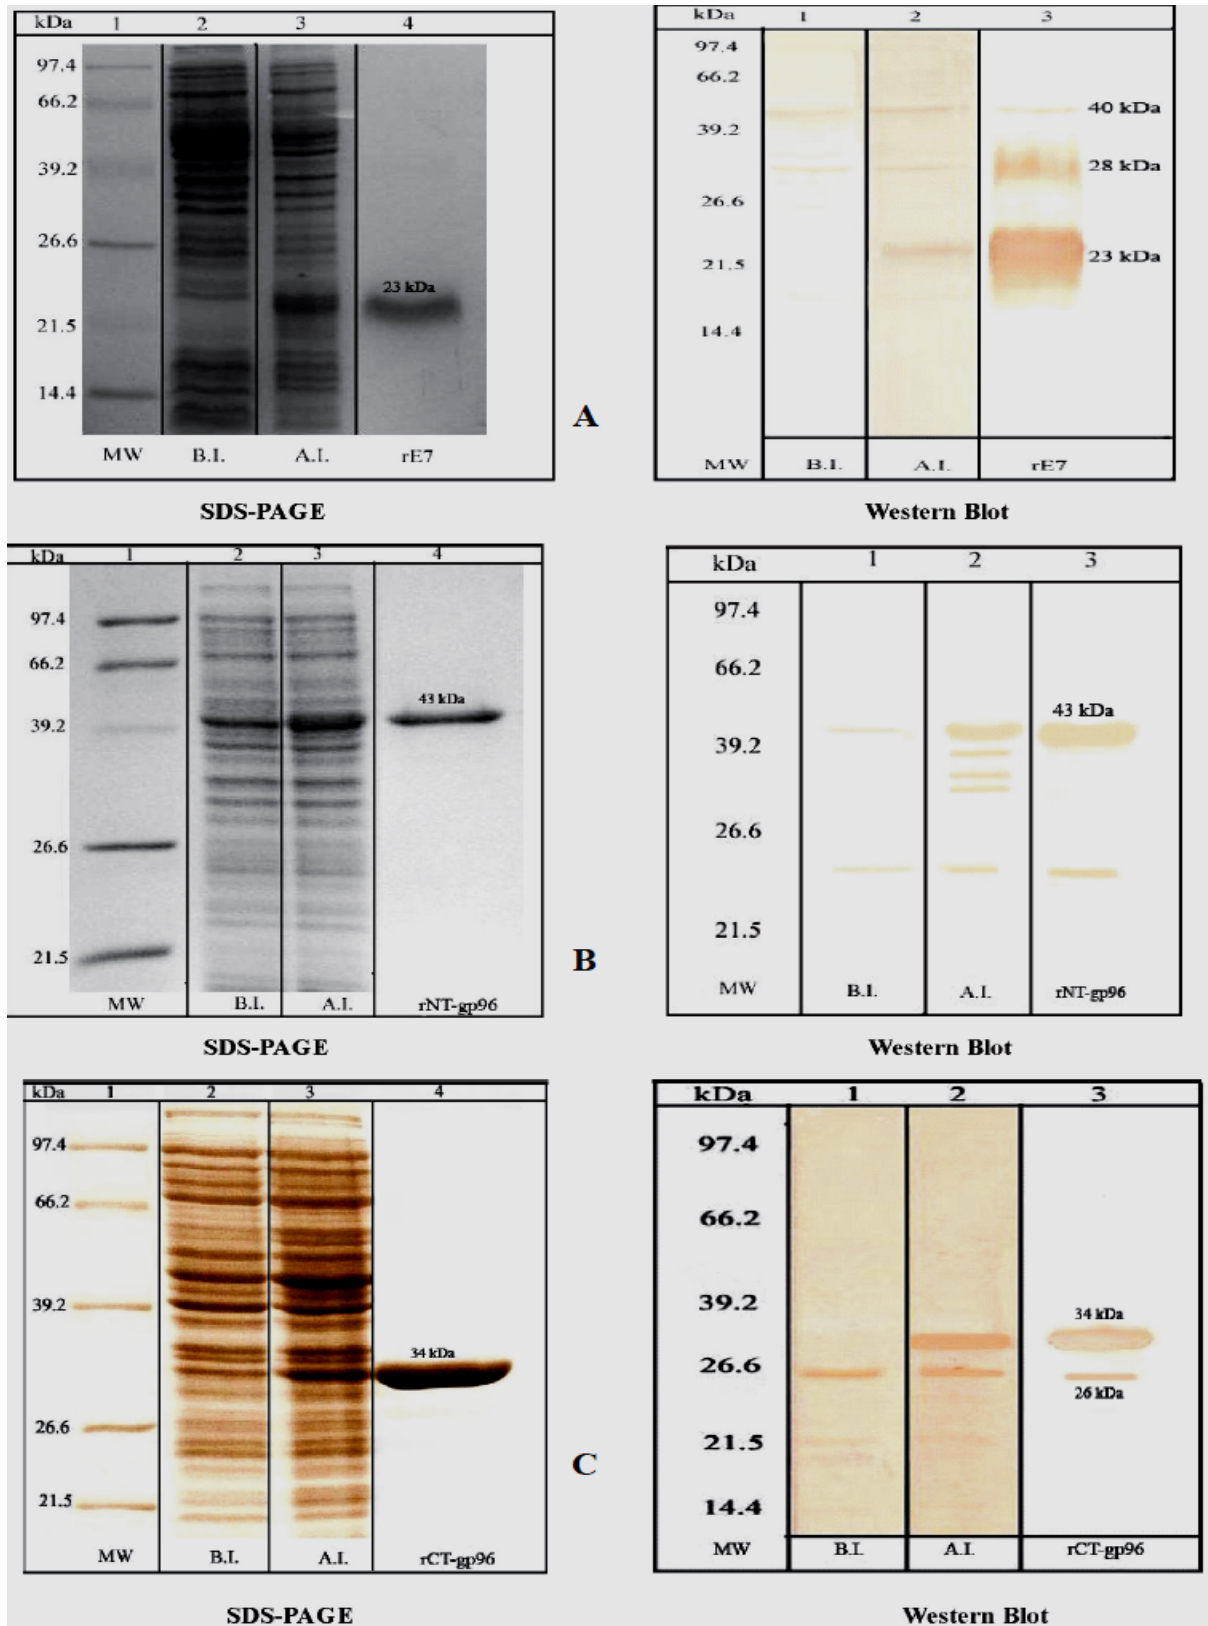 kDa 1 2 3 4
97.4
66.2
39.2
26.6
23 kDa
21.5
14.4
MW B.I. A.I. rE7
SDS-PAGE
kDa 1 2 3
97.4
66.2
40 kDa
39.2
28 kDa
26.6
23 kDa
21.5
14.4
MW B.I. A.I. rE7
Western Blot
A
kDa 1 2 3 4
97.4
66.2
43 kDa
39.2
26.6
21.5
MW B.I. A.I. rNT-gp96
SDS-PAGE
kDa 1 2 3
97.4
66.2
43 kDa
39.2
26.6
21.5
MW B.I. A.I. rNT-gp96
Western Blot
B
kDa 1 2 3 4
97.4
66.2
39.2
34 kDa
26.6
21.5
MW B.I. A.I. rCT-gp96
SDS-PAGE
kDa 1 2 3
97.4
66.2
39.2
34 kDa
26.6
26 kDa
21.5
14.4
MW B.I. A.I. rCT-gp96
Western Blot
C